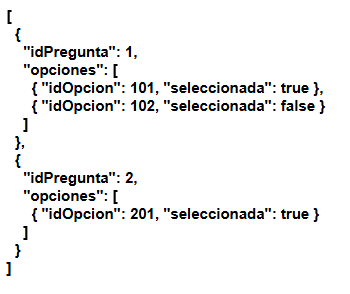 [
  {
    "idPregunta": 1,
    "opciones": [
      { "idOpcion": 101, "seleccionada": true },
      { "idOpcion": 102, "seleccionada": false }
    ]
  },
  {
    "idPregunta": 2,
    "opciones": [
      { "idOpcion": 201, "seleccionada": true }
    ]
  }
]